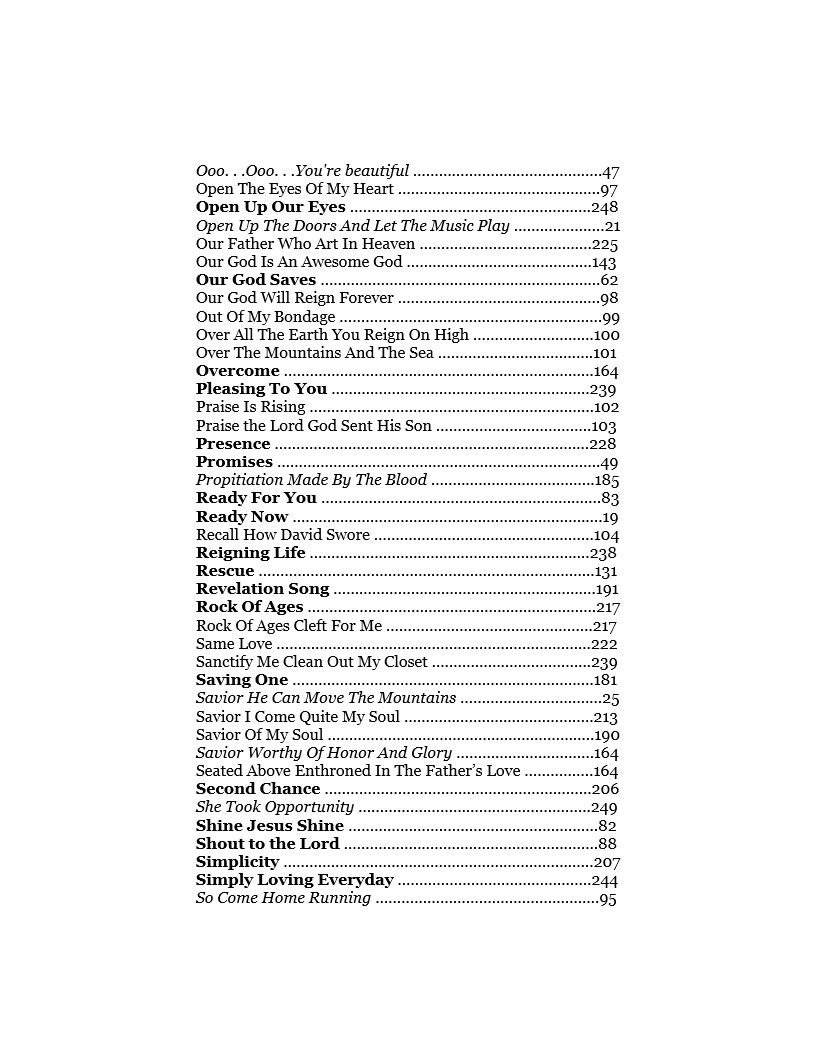 Ooo. . .Ooo. . .You're beautiful ............................................47
Open The Eyes Of My Heart ...............................................97
Open Up Our Eyes ........................................................248
Open Up The Doors And Let The Music Play .....................21
Our Father Who Art In Heaven ........................................225
Our God Is An Awesome God ...........................................143
Our God Saves .................................................................62
Our God Will Reign Forever ...............................................98
Out Of My Bondage .............................................................99
Over All The Earth You Reign On High ............................100
Over The Mountains And The Sea ....................................101
Overcome ........................................................................164
Pleasing To You ............................................................239
Praise Is Rising ..................................................................102
Praise the Lord God Sent His Son ....................................103
Presence .........................................................................228
Promises ...........................................................................49
Propitiation Made By The Blood ......................................185
Ready For You .................................................................83
Ready Now ........................................................................19
Recall How David Swore ...................................................104
Reigning Life .................................................................238
Rescue ..............................................................................131
Revelation Song .............................................................191
Rock Of Ages ...................................................................217
Rock Of Ages Cleft For Me ................................................217
Same Love .........................................................................222
Sanctify Me Clean Out My Closet .....................................239
Saving One ......................................................................181
Savior He Can Move The Mountains .................................25
Savior I Come Quite My Soul ............................................213
Savior Of My Soul ..............................................................190
Savior Worthy Of Honor And Glory ................................164
Seated Above Enthroned In The Father’s Love ................164
Second Chance ..............................................................206
She Took Opportunity ......................................................249
Shine Jesus Shine ..........................................................82
Shout to the Lord ...........................................................88
Simplicity ........................................................................207
Simply Loving Everyday .............................................244
So Come Home Running ....................................................95